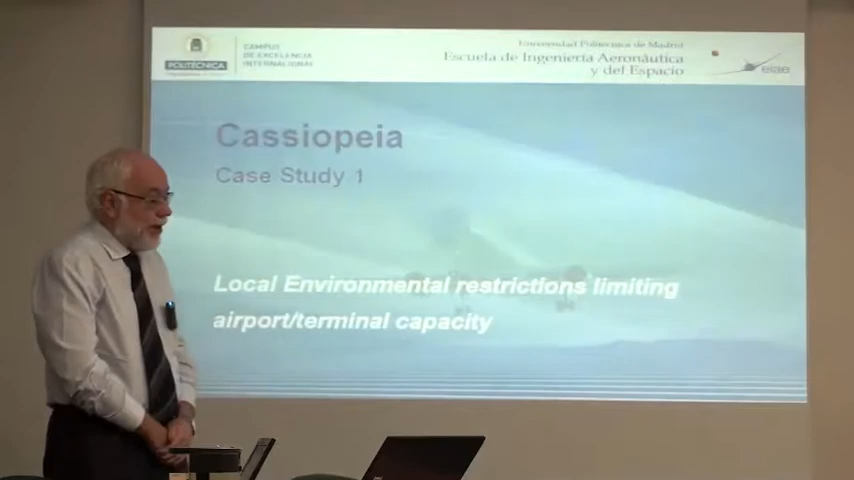 POLITÉCNICA
CAMPUS
DE EXCELENCIA
INTERNACIONAL
Universidad Politécnica de Madrid
Escuela de Ingeniería Aeronáutica
y del Espacio
eiae
Cassiopeia
Case Study 1
Local Environmental restrictions limiting
airport/terminal capacity